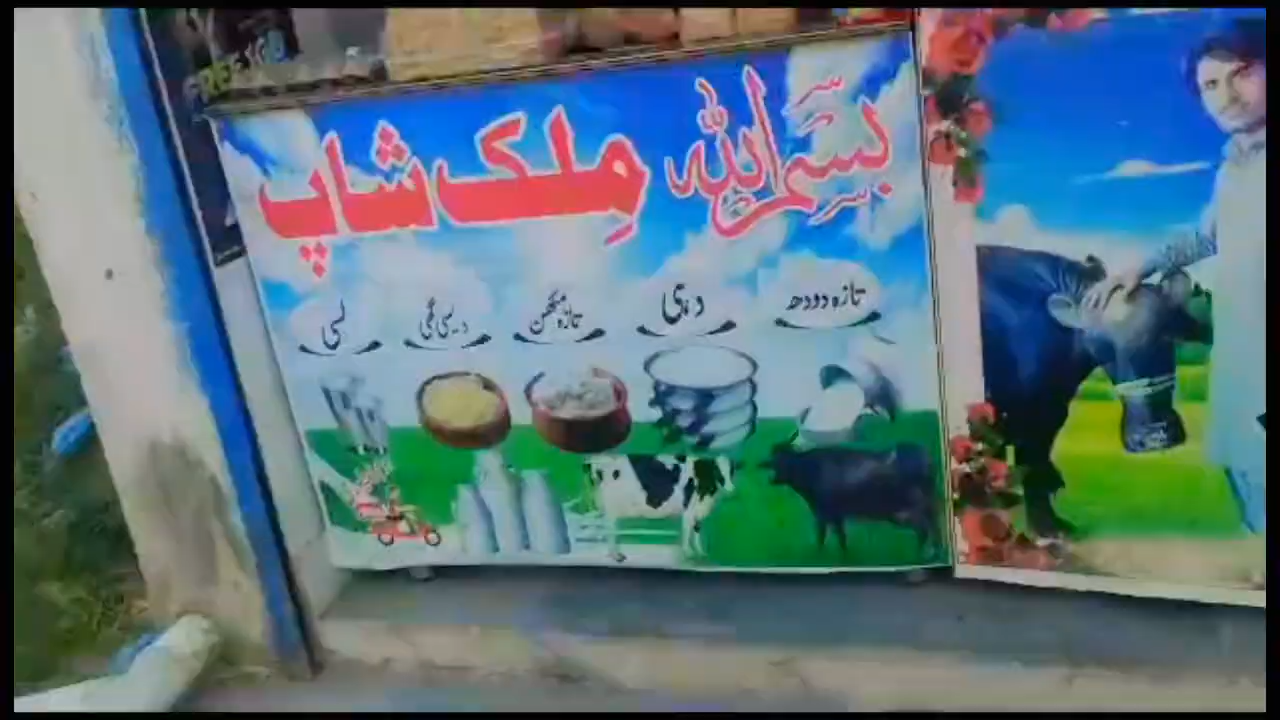 بسم اللہ ملک شاپ
تازہ دودھ
دہی
تازہ مکھن
دیسی گھی
لسی